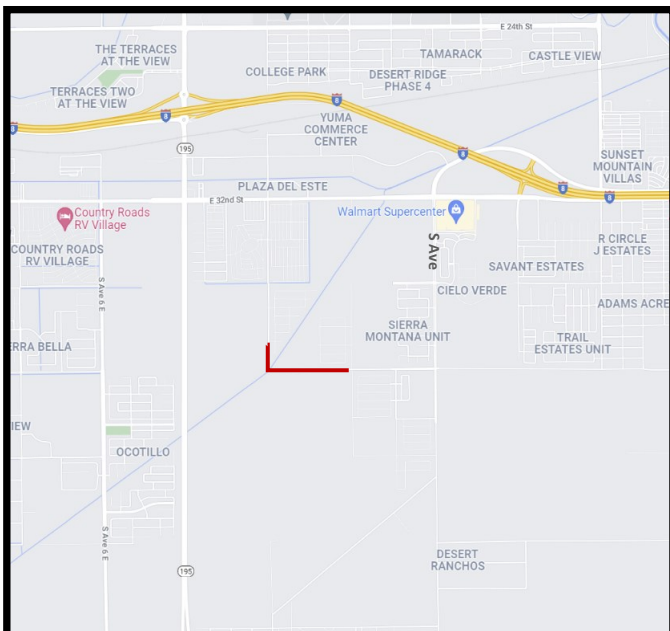 E 24th St
THE TERRACES
AT THE VIEW
TAMARACK
CASTLE VIEW
COLLEGE PARK
DESERT RIDGE
PHASE 4
TERRACES TWO
AT THE VIEW
8
8
YUMA
COMMERCE
CENTER
8
8
195
8
SUNSET
MOUNTAIN
VILLAS
PLAZA DEL ESTE
8
8
E 32nd St
Country Roads
RV Village
Walmart Supercenter
S Ave
COUNTRY ROADS
RV VILLAGE
R CIRCLE
J ESTATES
SAVANT ESTATES
S Ave 6 E
CIELO VERDE
ADAMS ACRE
SIERRA
MONTANA UNIT
TRAIL
ESTATES UNIT
ERRA BELLA
IEW
OCOTILLO
S Ave 6 E
DESERT
RANCHOS
195